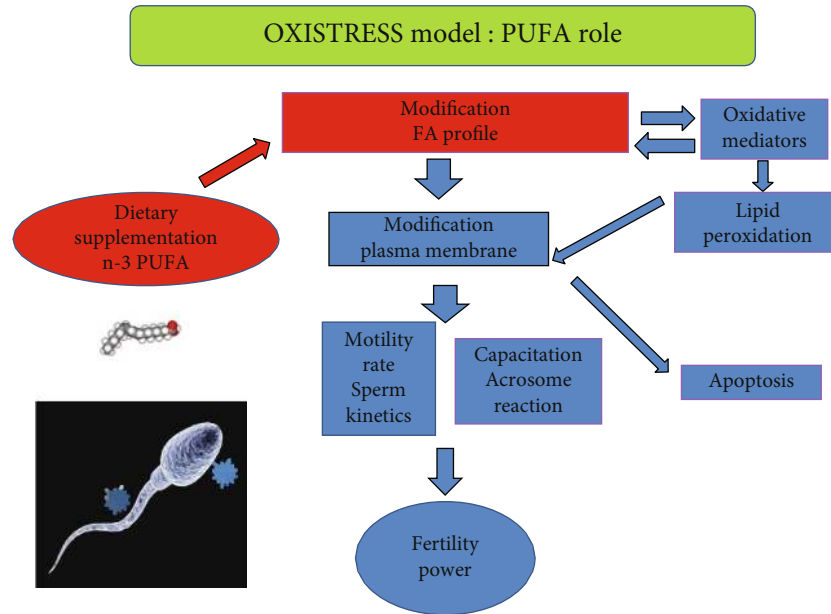 OXISTRESS model : PUFA role
Modification
FA profile
Oxidative
mediators
Dietary
supplementation
n-3 PUFA
Modification
plasma membrane
Lipid
peroxidation
Motility
rate
Sperm
kinetics
Capacitation
Acrosome
reaction
Apoptosis
Fertility
power